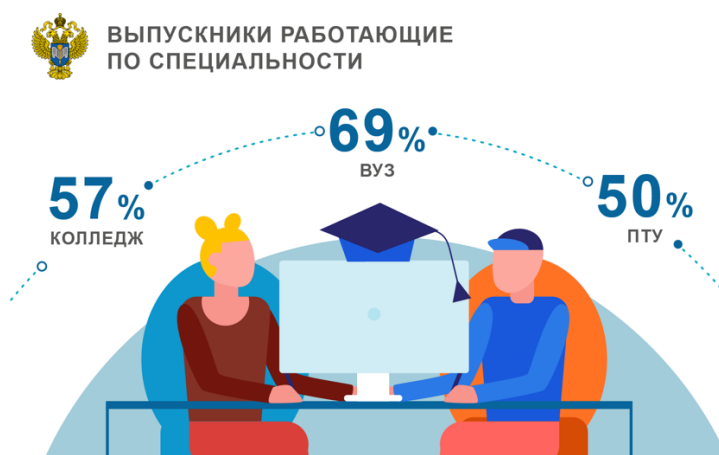 ВЫПУСКНИКИ РАБОТАЮЩИЕ
ПО СПЕЦИАЛЬНОСТИ
57%
КОЛЛЕДЖ
69%
ВУЗ
50%
ПТУ